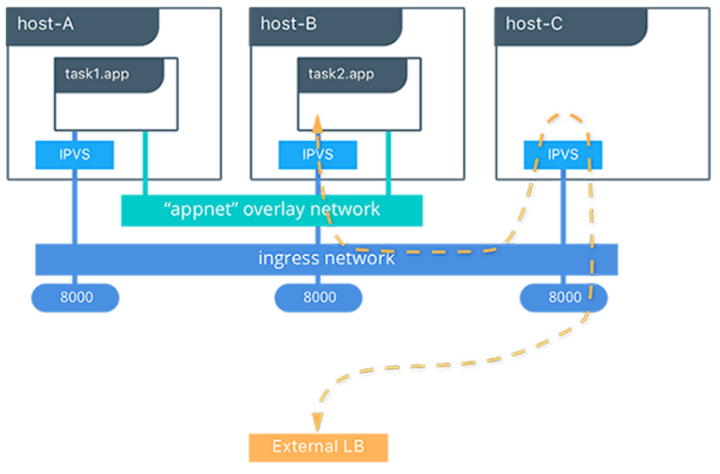 host-A
host-B
host-C
task1.app
task2.app
IPVS
IPVS
IPVS
“appnet” overlay network
ingress network
8000
8000
8000
External LB